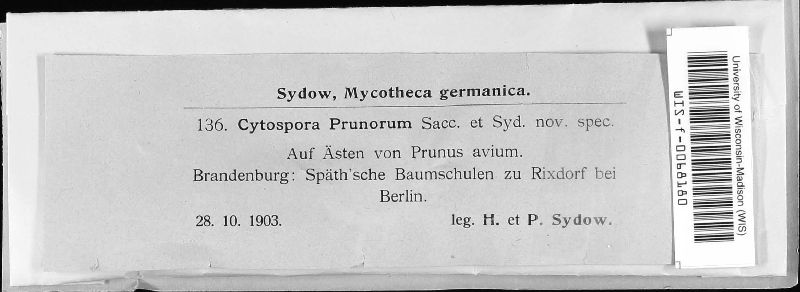 Sydow, Mycotheca germanica.
136. Cytospora Prunorum Sacc. et Syd. nov. spec.
Auf Ästen von Prunus avium.
Brandenburg: Späth'sche Baumschulen zu Rixdorf bei
Berlin.
28. 10. 1903. leg. H. et P. Sydow.
University of Wisconsin-Madison (WIS)
WIS-f-0068180